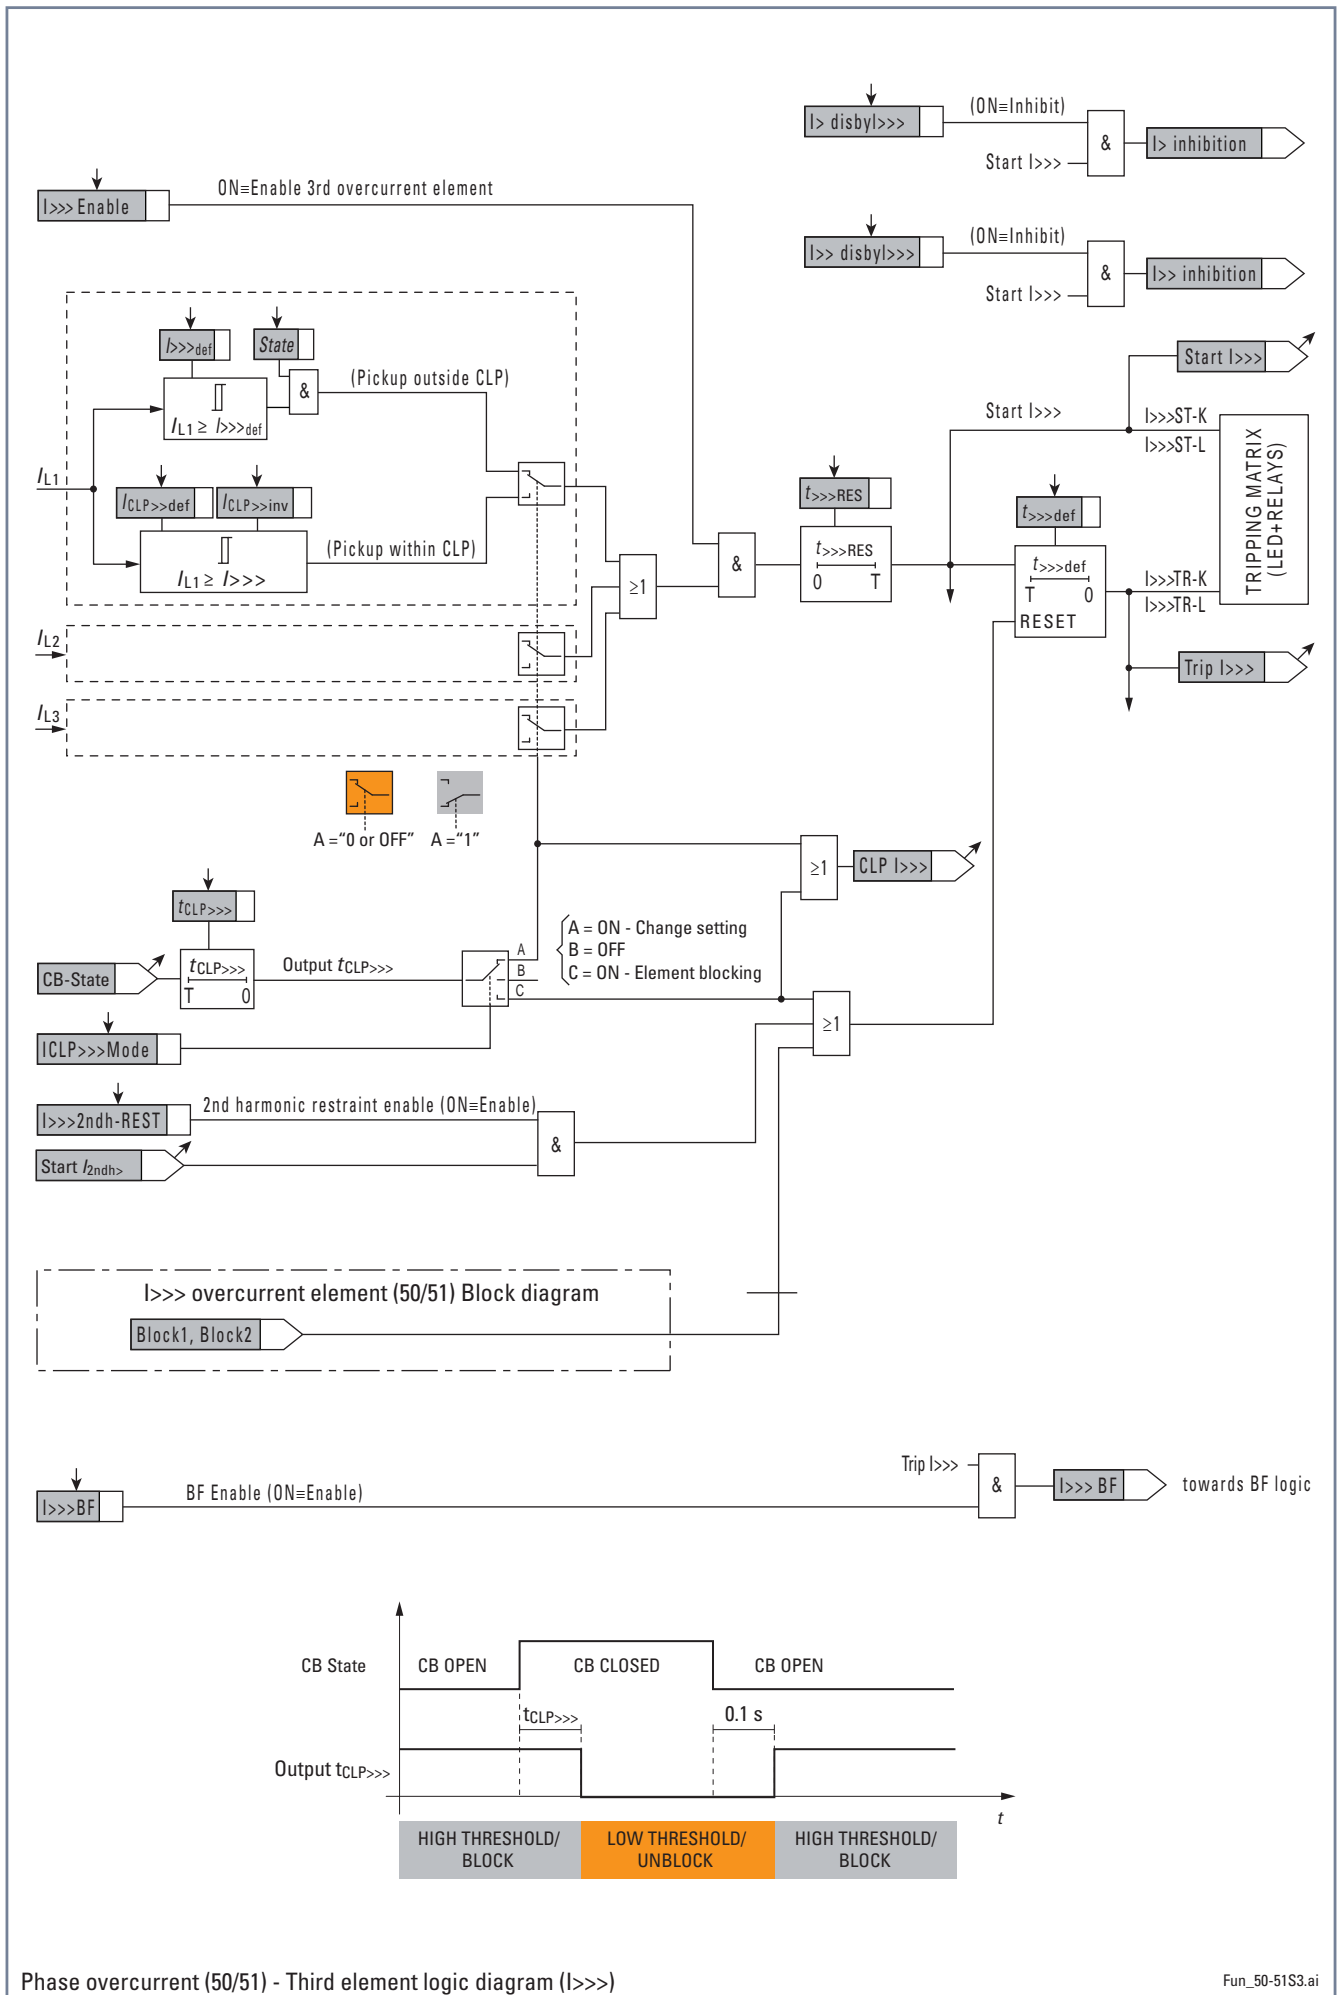 I> disbyI>>>
(ON≡Inhibit)
Start I>>>
&
I> inhibition
I>>> Enable
ON≡Enable 3rd overcurrent element
I>> disbyI>>>
(ON≡Inhibit)
Start I>>>
&
I>> inhibition
I>>>def
State
IL1 ≥ I>>>def
&
(Pickup outside CLP)
IL1
ICLP>>def
ICLP>>inv
IL1 ≥ I>>>
(Pickup within CLP)
≥1
&
t>>>RES
t>>>RES
0 T
Start I>>>
Start I>>>
I>>>ST-K
I>>>ST-L
t>>>def
t>>>def
T 0
RESET
I>>>TR-K
I>>>TR-L
TRIPPING MATRIX
(LED+RELAYS)
Trip I>>>
IL2
IL3
A ="0 or OFF"
A ="1"
≥1
CLP I>>>
tCLP>>>
CB-State
tCLP>>>
T 0
Output tCLP>>>
A
B
C
A = ON - Change setting
B = OFF
C = ON - Element blocking
ICLP>>>Mode
≥1
I>>>2ndh-REST
2nd harmonic restraint enable (ON≡Enable)
Start I2ndh>
&
I>>> overcurrent element (50/51) Block diagram
Block1, Block2
I>>>BF
BF Enable (ON≡Enable)
Trip I>>>
&
I>>> BF
towards BF logic
CB State
CB OPEN
CB CLOSED
CB OPEN
tCLP>>>
0.1 s
Output tCLP>>>
t
HIGH THRESHOLD/
BLOCK
LOW THRESHOLD/
UNBLOCK
HIGH THRESHOLD/
BLOCK
Phase overcurrent (50/51) - Third element logic diagram (I>>>)
Fun_50-51S3.ai